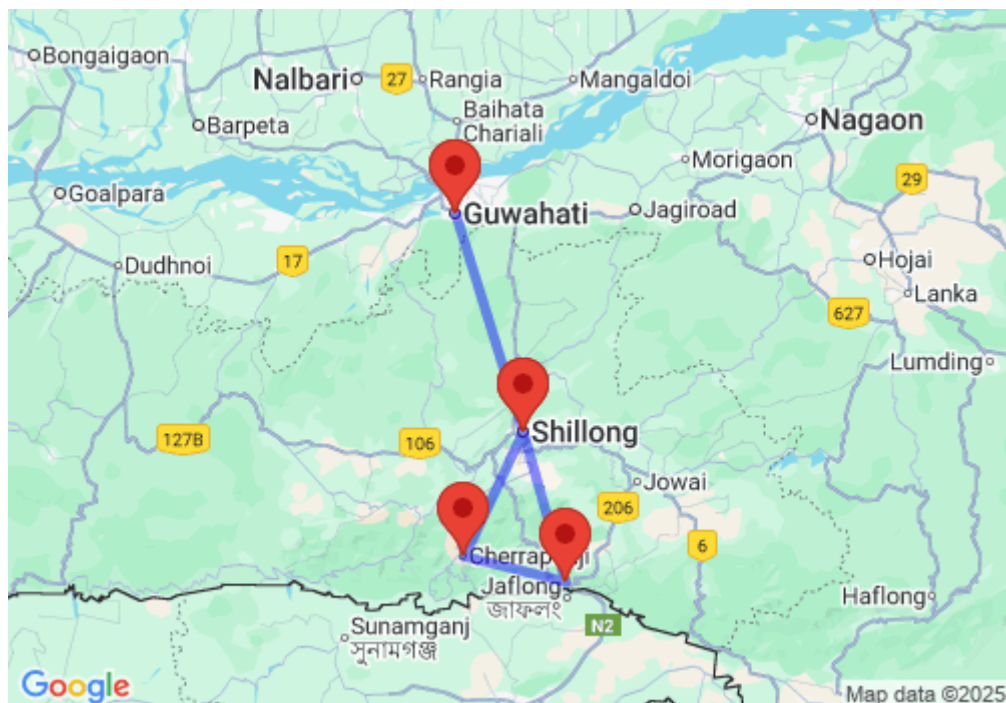 Bongaigaon
Nalbari
27
Rangia
Mangaldoi
Baihata
Chariali
Barpeta
Nagaon
Morigaon
Goalpara
29
Guwahati
Jagiroad
Dudhnoi
17
Hojai
Lanka
627
Lumding
Shillong
127B
106
Jowai
206
6
Jaflong
জাফলং
N2
Haflong
Sunamganj
সুনামগঞ্জ
Google
Map data ©2025